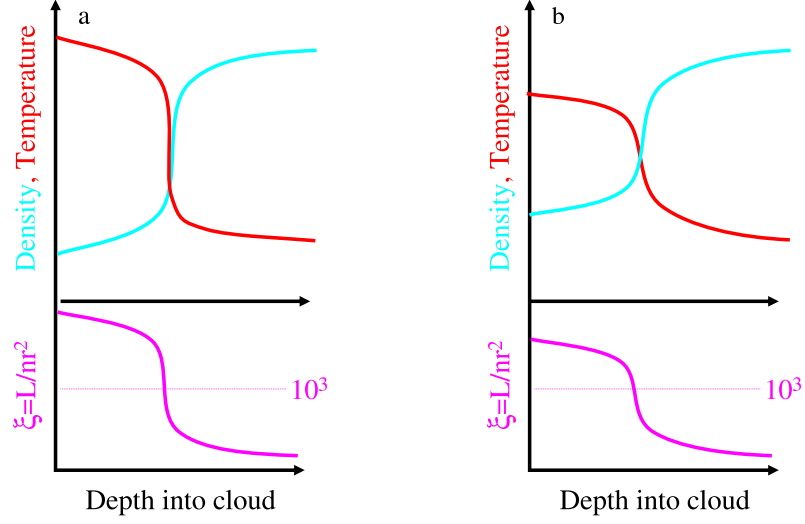 a
Density, Temperature
ξ=L/nr²
10³
Depth into cloud
b
Density, Temperature
ξ=L/nr²
10³
Depth into cloud